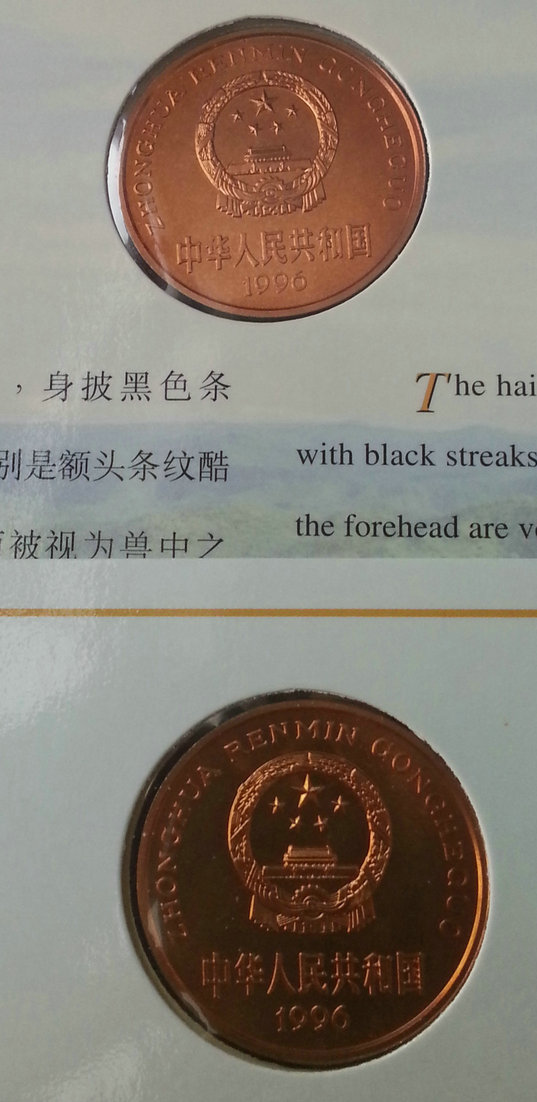 ZHONGHUA RENMIN GONGHEGUO
中华人民共和国
1996
，身披黑色条
别是额头条纹酷
被视为兽中之
The hai
with black streaks
the forehead are ve
ZHONGHUA RENMIN GONGHEGUO
中华人民共和国
1996